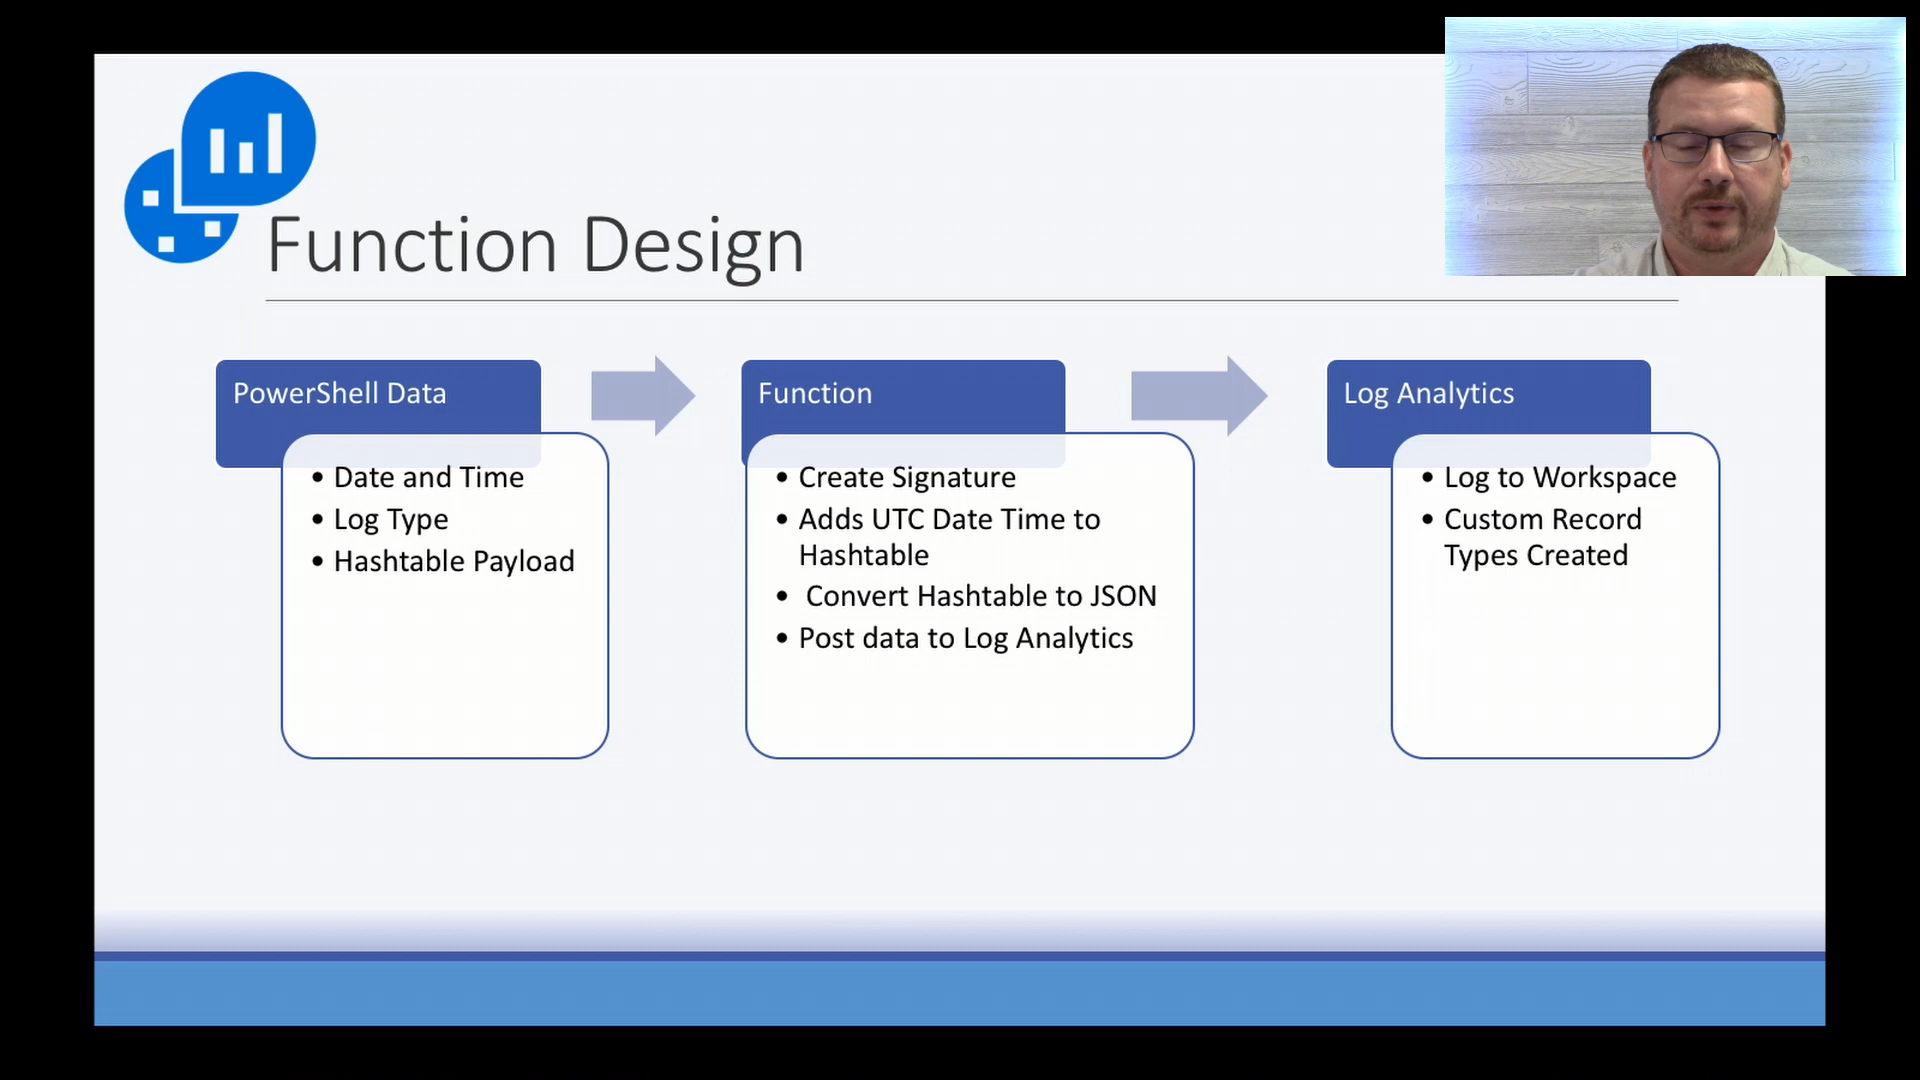 Function Design
PowerShell Data
• Date and Time
• Log Type
• Hashtable Payload
Function
• Create Signature
• Adds UTC Date Time to
Hashtable
• Convert Hashtable to JSON
• Post data to Log Analytics
Log Analytics
• Log to Workspace
• Custom Record
Types Created